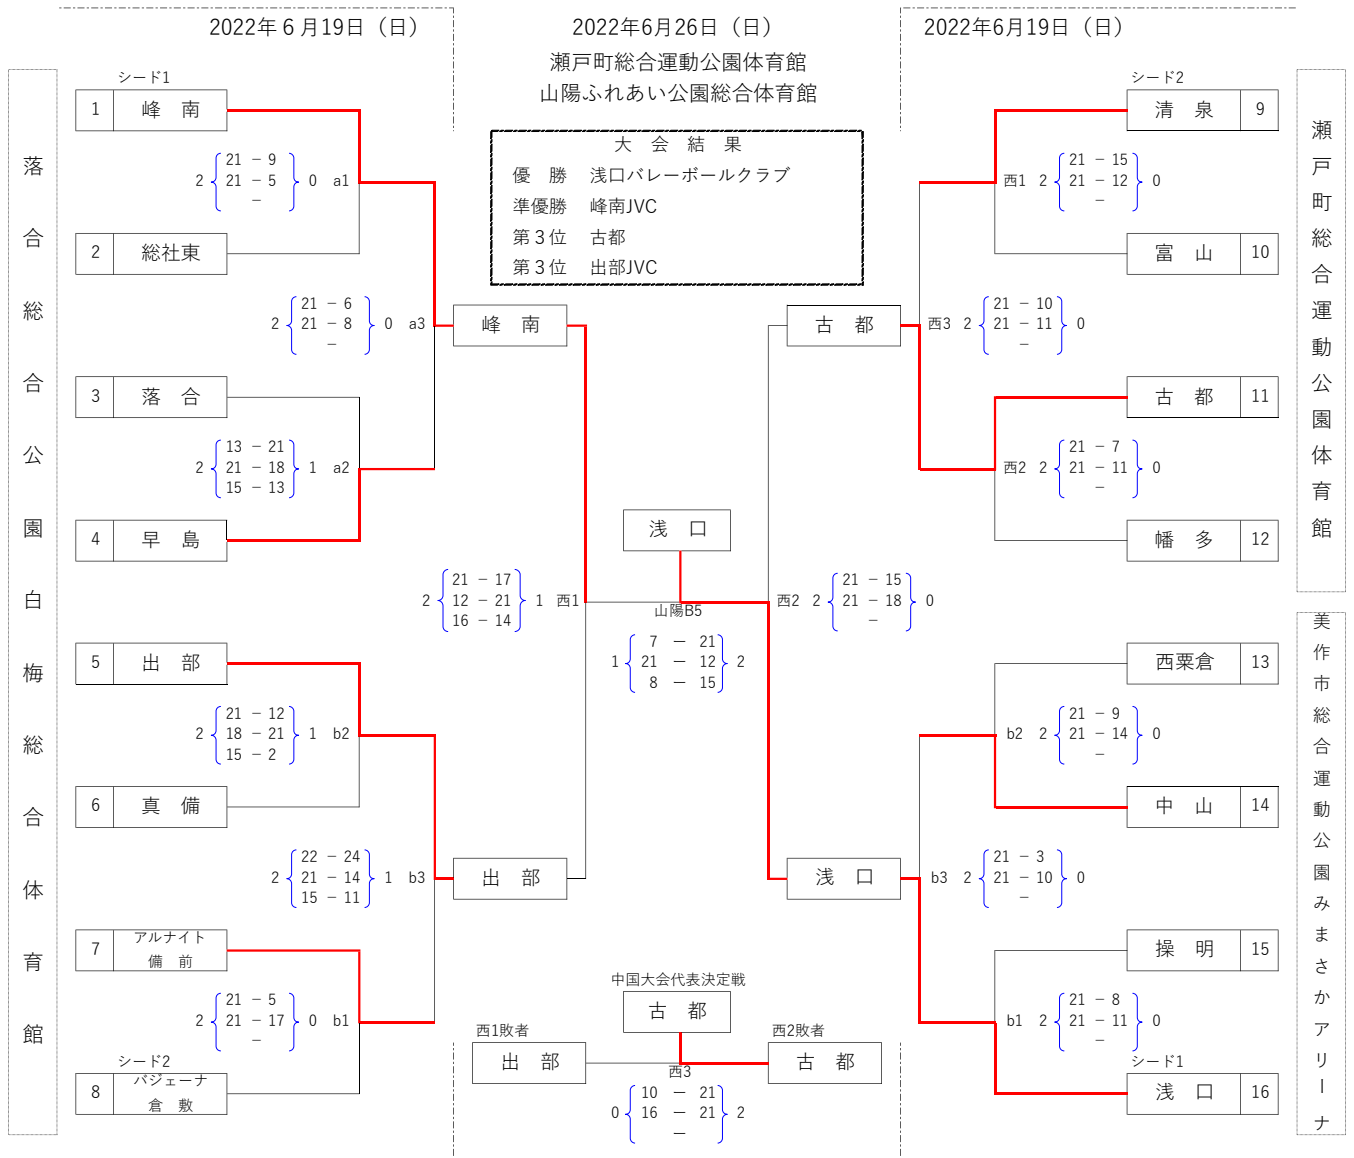 2022年６月19日（日）
2022年6月26日（日）
2022年6月19日（日）
瀬戸町総合運動公園体育館
山陽ふれあい公園総合体育館
大　会　結　果
優　勝　浅口バレーボールクラブ
準優勝　峰南JVC
第３位　古都
第３位　出部JVC
落合総合公園白梅総合体育館
シード1
1 峰　南
21 － 9
2 21 － 5 0 a1
－
2 総社東
21 － 6
2 21 － 8 0 a3
－
峰　南
3 落　合
13 － 21
2 21 － 18 1 a2
15 － 13
4 早　島
21 － 17
2 12 － 21 1 西1
16 － 14
5 出　部
21 － 12
2 18 － 21 1 b2
15 － 2
6 真　備
22 － 24
2 21 － 14 1 b3
15 － 11
出　部
7 アルナイト
備　前
21 － 5
2 21 － 17 0 b1
－
シード2
8 バジェーナ
倉　敷
浅　口
山陽B5
7 － 21
1 21 － 12 2
8 － 15
中国大会代表決定戦
古　都
西1敗者
出　部
西2敗者
古　都
西3
10 － 21
0 16 － 21 2
－
シード2
清　泉 9
21 － 15
西1 2 21 － 12 0
－
富　山 10
古　都
21 － 10
西3 2 21 － 11 0
－
古　都 11
21 － 7
西2 2 21 － 11 0
－
幡　多 12
21 － 15
西2 2 21 － 18 0
－
西粟倉 13
21 － 9
b2 2 21 － 14 0
－
中　山 14
浅　口
21 － 3
b3 2 21 － 10 0
－
操　明 15
21 － 8
b1 2 21 － 11 0
－
シード1
浅　口 16
瀬戸町総合運動公園体育館
美作市総合運動公園みまさかアリーナ